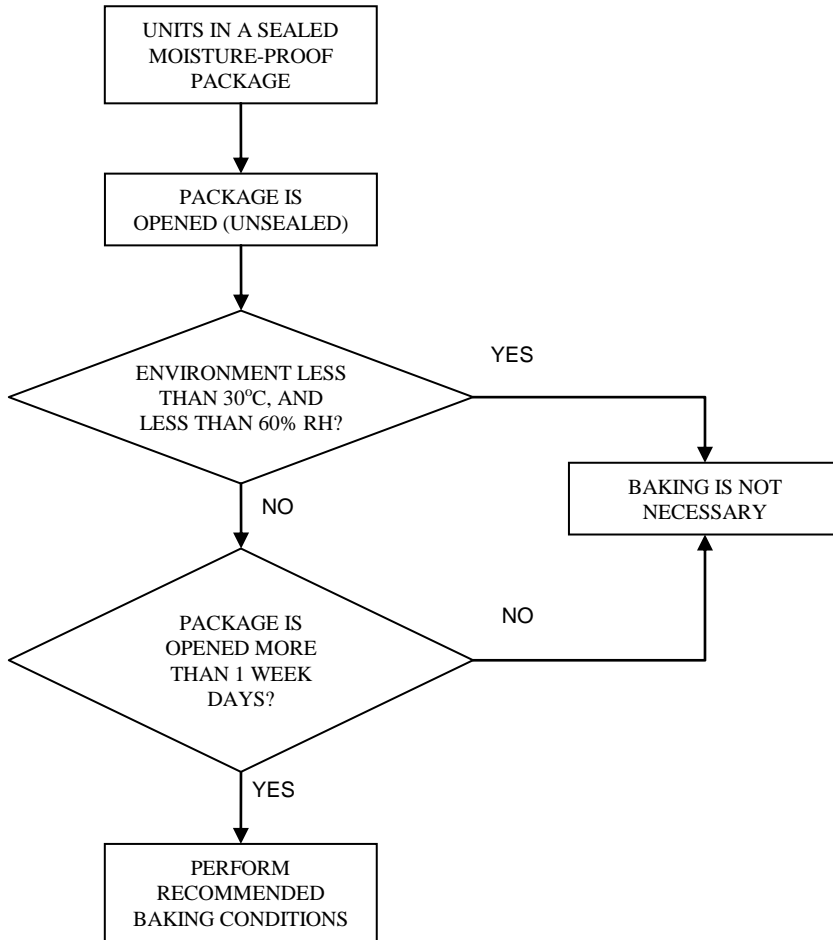 UNITS IN A SEALED
MOISTURE-PROOF
PACKAGE
PACKAGE IS
OPENED (UNSEALED)
ENVIRONMENT LESS
THAN 30°C, AND
LESS THAN 60% RH?
YES
BAKING IS NOT
NECESSARY
NO
PACKAGE IS
OPENED MORE
THAN 1 WEEK
DAYS?
NO
YES
PERFORM
RECOMMENDED
BAKING CONDITIONS